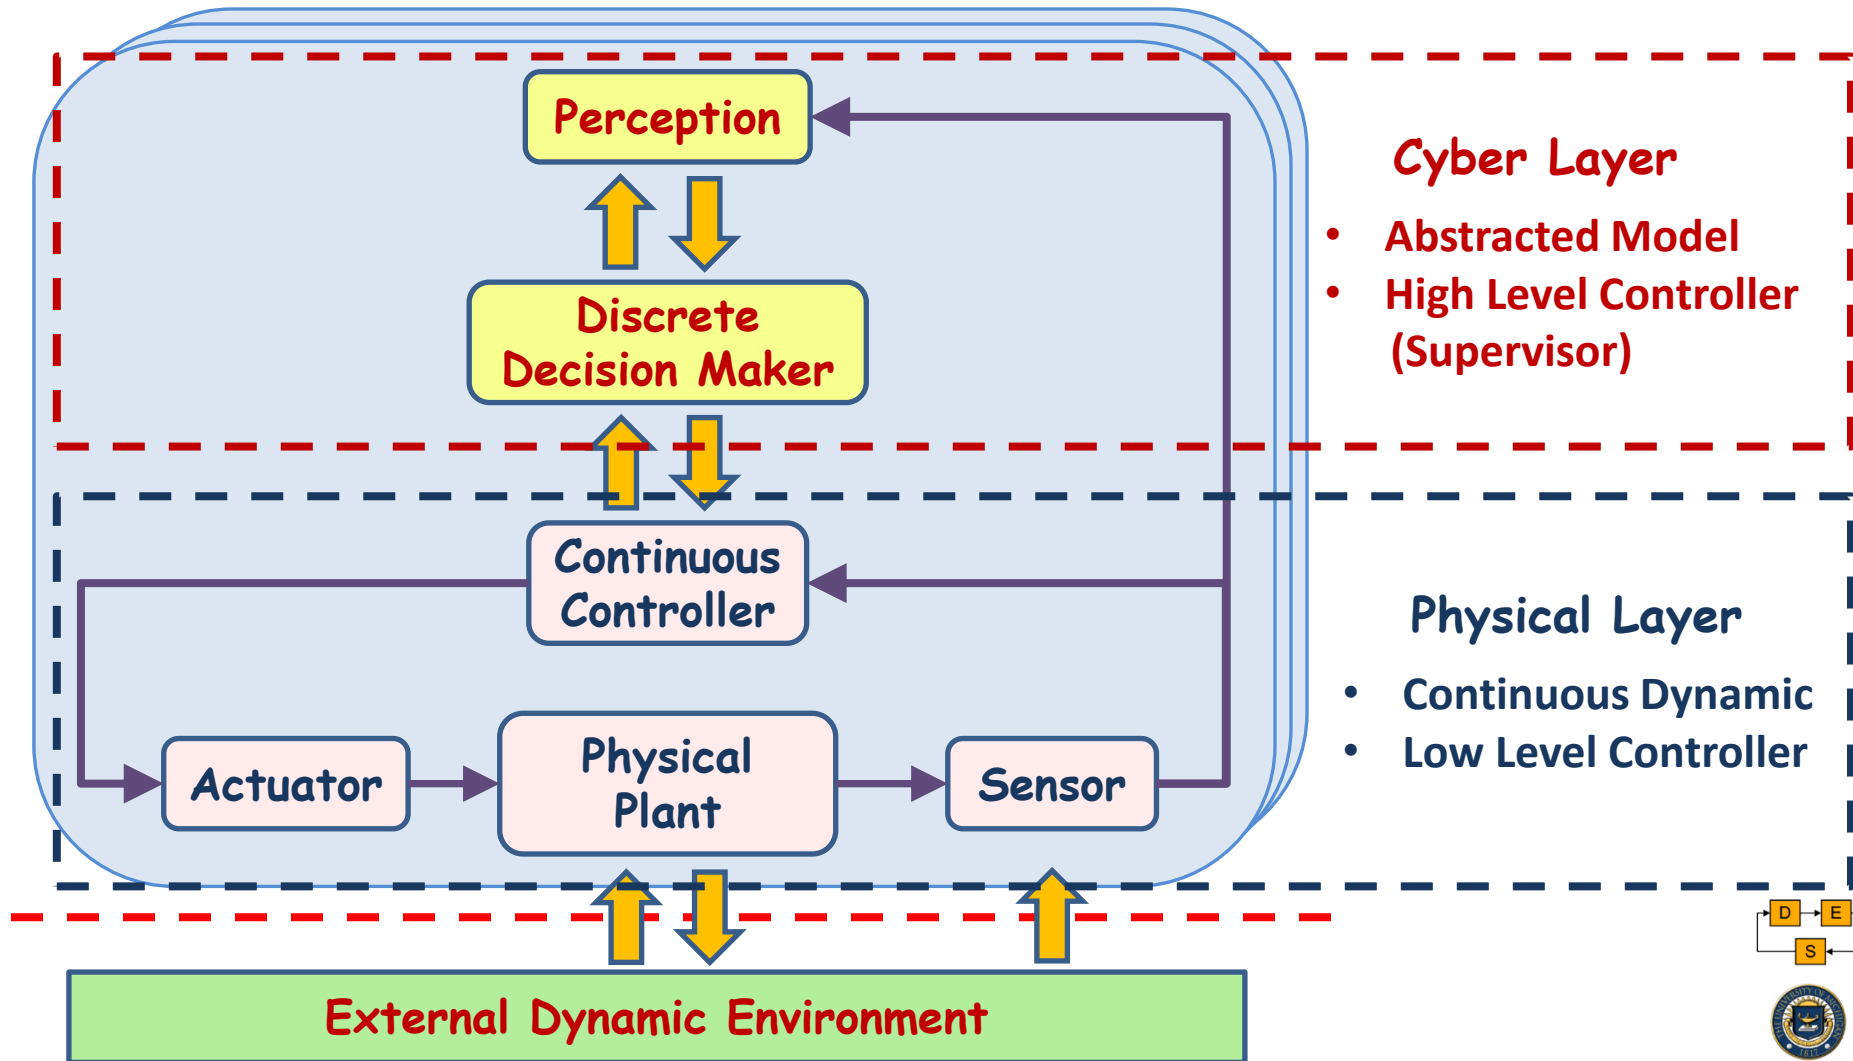 Perception
Cyber Layer
• Abstracted Model
• High Level Controller
(Supervisor)
Discrete
Decision Maker
Continuous
Controller
Physical Layer
• Continuous Dynamic
• Low Level Controller
Actuator
Physical
Plant
Sensor
D
E
S
External Dynamic Environment
1817